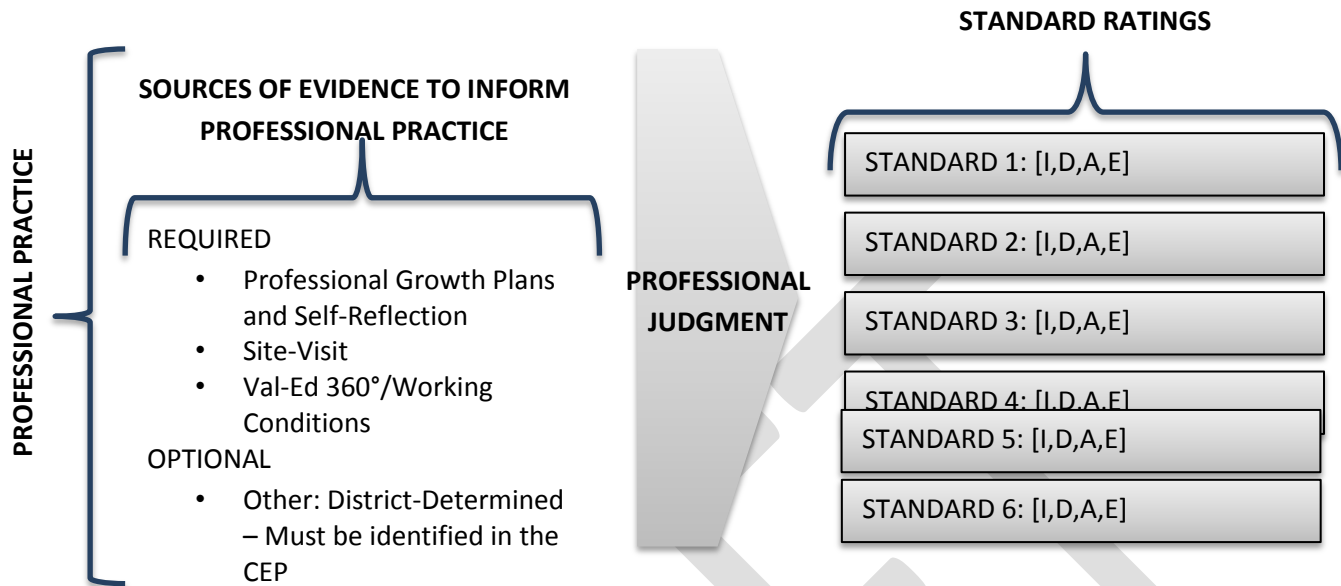 STANDARD RATINGS
SOURCES OF EVIDENCE TO INFORM
PROFESSIONAL PRACTICE
PROFESSIONAL PRACTICE
REQUIRED
• Professional Growth Plans
and Self-Reflection
• Site-Visit
• Val-Ed 360°/Working
Conditions
OPTIONAL
• Other: District-Determined
– Must be identified in the
CEP
PROFESSIONAL
JUDGMENT
STANDARD 1: [I,D,A,E]
STANDARD 2: [I,D,A,E]
STANDARD 3: [I,D,A,E]
STANDARD 4: [I,D,A,E]
STANDARD 5: [I,D,A,E]
STANDARD 6: [I,D,A,E]